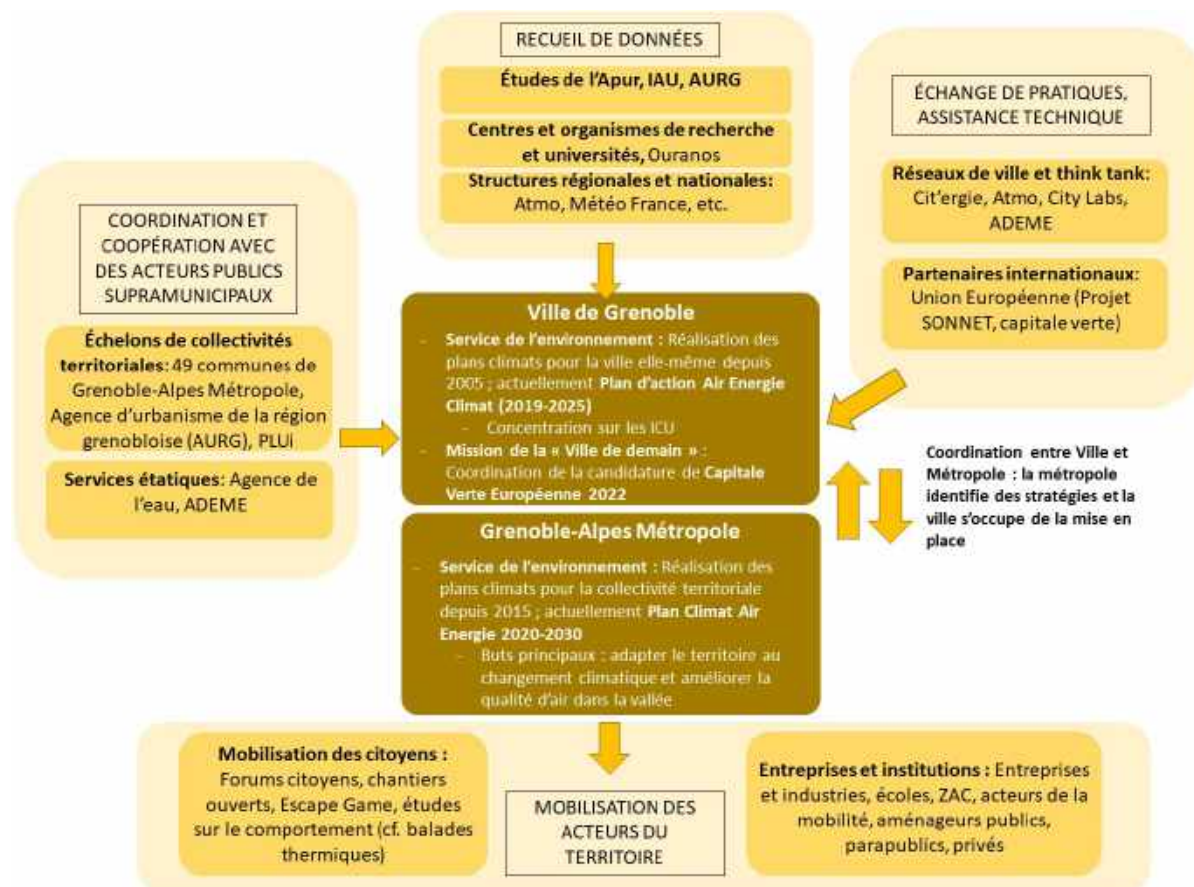 RECUEIL DE DONNÉES
Études de l'Apur, IAU, AURG
Centres et organismes de recherche
et universités, Ouranos
Structures régionales et nationales:
Atmo, Météo France, etc.
ÉCHANGE DE PRATIQUES,
ASSISTANCE TECHNIQUE
Réseaux de ville et think tank:
Cit'ergie, Atmo, City Labs,
ADEME
Partenaires internationaux:
Union Européenne (Projet
SONNET, capitale verte)
COORDINATION ET
COOPÉRATION AVEC
DES ACTEURS PUBLICS
SUPRAMUNICIPAUX
Échelons de collectivités
territoriales: 49 communes de
Grenoble-Alpes Métropole,
Agence d'urbanisme de la région
grenobloise (AURG), PLUi
Services étatiques: Agence de
l'eau, ADEME
Ville de Grenoble
- Service de l'environnement : Réalisation des
plans climats pour la ville elle-même depuis
2005 ; actuellement Plan d'action Air Energie
Climat (2019-2025)
- Concentration sur les ICU
- Mission de la « Ville de demain » :
Coordination de la candidature de Capitale
Verte Européenne 2022
Coordination entre Ville et
Métropole : la métropole
identifie des stratégies et la
ville s'occupe de la mise en
place
Grenoble-Alpes Métropole
- Service de l'environnement : Réalisation des
plans climats pour la collectivité territoriale
depuis 2015 ; actuellement Plan Climat Air
Energie 2020-2030
- Buts principaux : adapter le territoire au
changement climatique et améliorer la
qualité d'air dans la vallée
Mobilisation des citoyens :
Forums citoyens, chantiers
ouverts, Escape Game, études
sur le comportement (cf. balades
thermiques)
MOBILISATION DES
ACTEURS DU
TERRITOIRE
Entreprises et institutions : Entreprises
et industries, écoles, ZAC, acteurs de la
mobilité, aménageurs publics,
parapublics, privés